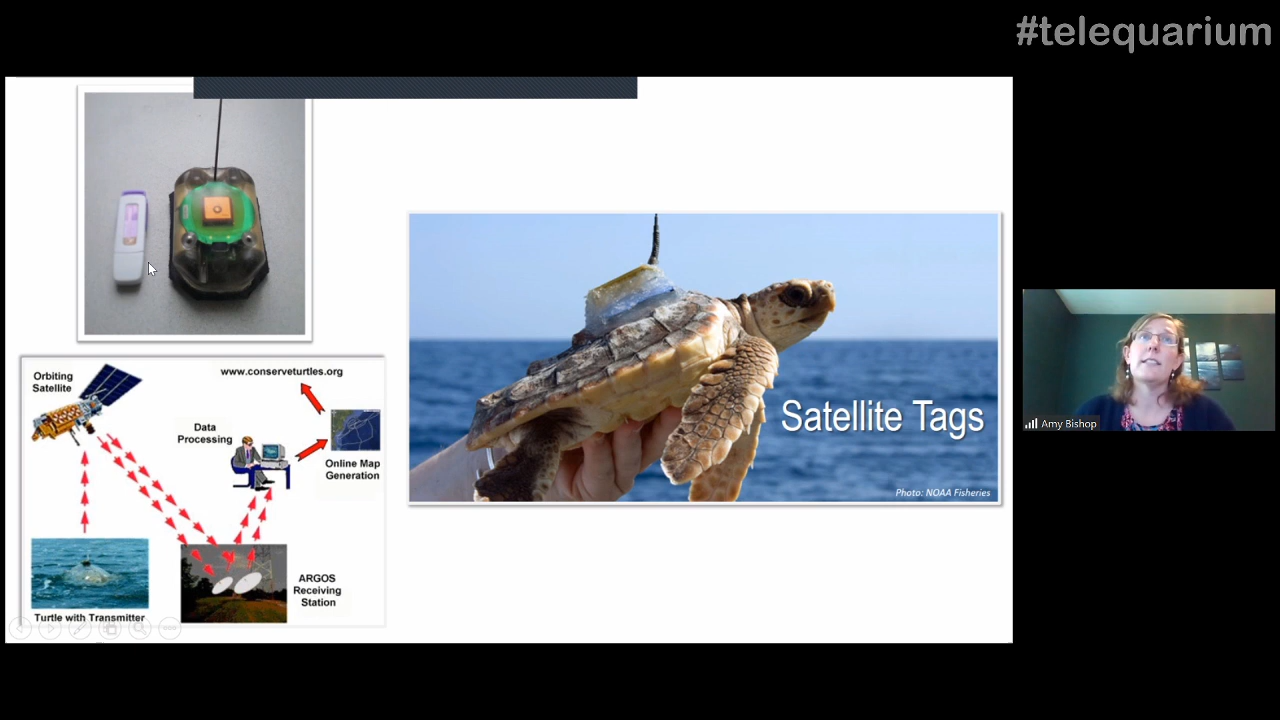 #telequarium
Orbiting
Satellite
www.conserveturtles.org
Data
Processing
Online Map
Generation
Turtle with Transmitter
ARGOS
Receiving
Station
Satellite Tags
Photo: NOAA Fisheries
Amy Bishop